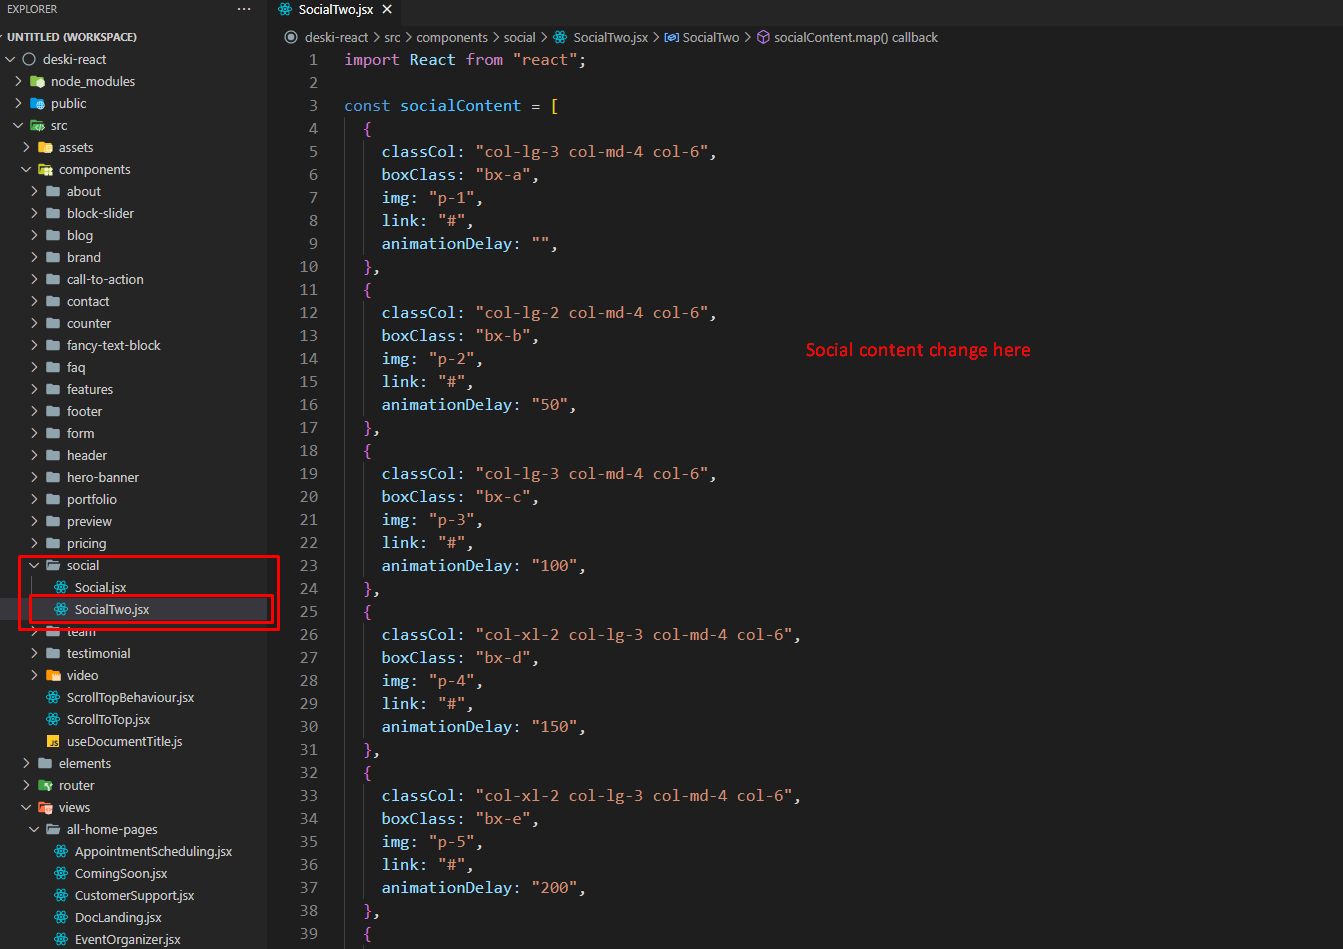 EXPLORER
UNTITLED (WORKSPACE)
deski-react
node_modules
public
src
assets
components
about
block-slider
blog
brand
call-to-action
contact
counter
fancy-text-block
faq
features
footer
form
header
hero-banner
portfolio
preview
pricing
social
Social.jsx
SocialTwo.jsx
team
testimonial
video
ScrollTopBehaviour.jsx
ScrollToTop.jsx
useDocumentTitle.js
elements
router
views
all-home-pages
AppointmentScheduling.jsx
ComingSoon.jsx
CustomerSupport.jsx
DocLanding.jsx
EventOrganizer.jsx
SocialTwo.jsx
deski-react > src > components > social > SocialTwo.jsx > SocialTwo > socialContent.map() callback
1 import React from "react";
2
3 const socialContent = [
4 {
5 classCol: "col-lg-3 col-md-4 col-6",
6 boxClass: "bx-a",
7 img: "p-1",
8 link: "#",
9 animationDelay: "",
10 },
11 {
12 classCol: "col-lg-2 col-md-4 col-6",
13 boxClass: "bx-b",
14 img: "p-2",
15 link: "#",
16 animationDelay: "50",
17 },
18 {
19 classCol: "col-lg-3 col-md-4 col-6",
20 boxClass: "bx-c",
21 img: "p-3",
22 link: "#",
23 animationDelay: "100",
24 },
25 {
26 classCol: "col-xl-2 col-lg-3 col-md-4 col-6",
27 boxClass: "bx-d",
28 img: "p-4",
29 link: "#",
30 animationDelay: "150",
31 },
32 {
33 classCol: "col-xl-2 col-lg-3 col-md-4 col-6",
34 boxClass: "bx-e",
35 img: "p-5",
36 link: "#",
37 animationDelay: "200",
38 },
39 {
Social content change here